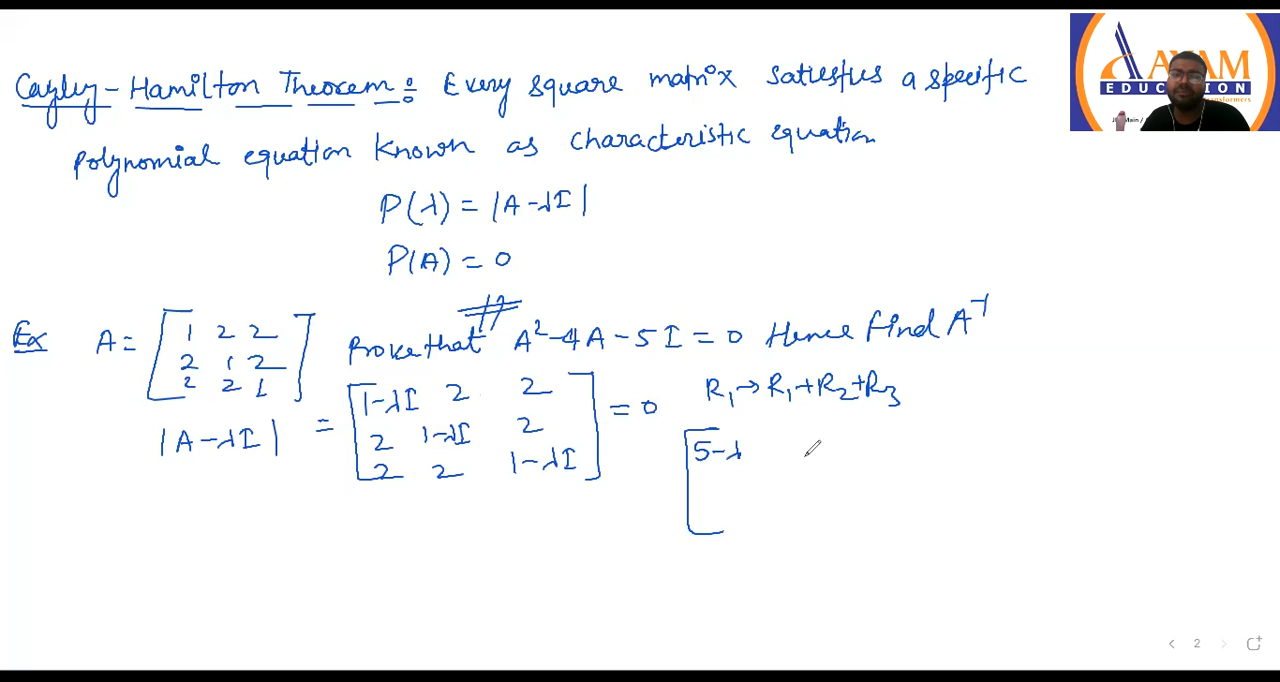 AYAM
EDUCATION
Cayley-Hamilton Theorem: Every square matrix satisfies a specific
polynomial equation known as characteristic equation
P(λ) = |A-λI|
P(A) = 0
Ex A = [1 2 2; 2 1 2; 2 2 1] Prove that A²-4A-5I = 0 Hence find A⁻¹
|A-λI| = [1-λI 2 2; 2 1-λI 2; 2 2 1-λI] = 0 R₁→R₁+R₂+R₃
[5-λ
2